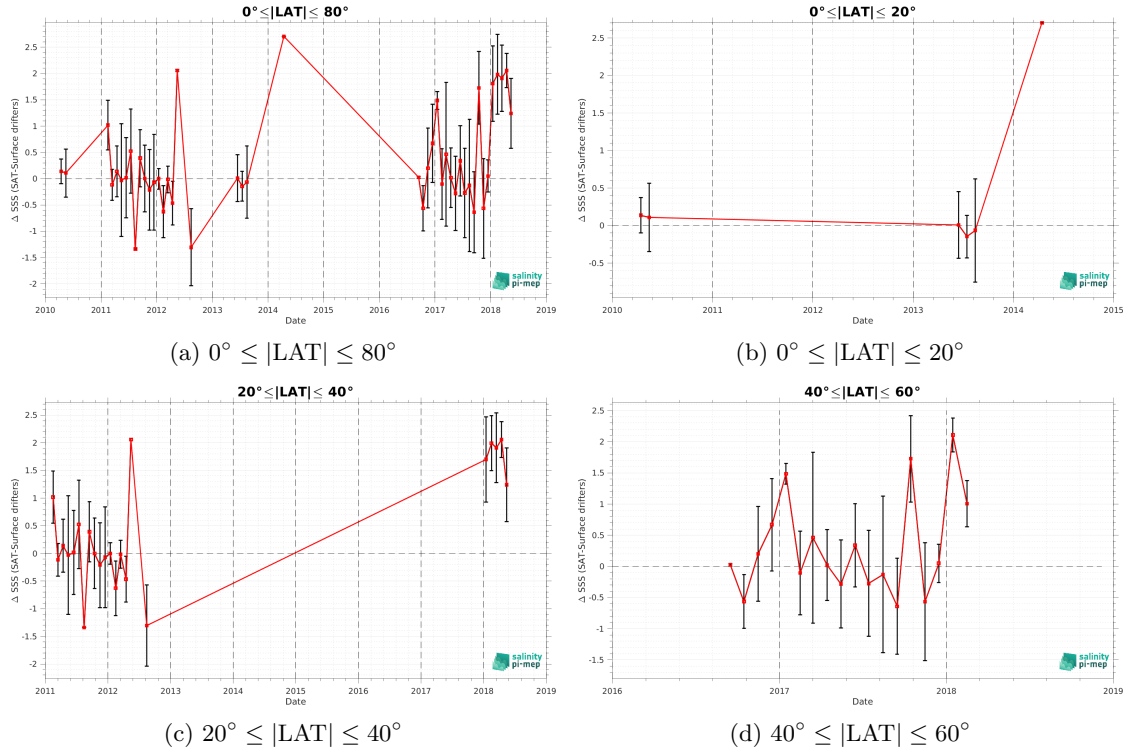 0°≤|LAT|≤ 80°
Δ SSS (SAT-Surface drifters)
2.5
2
1.5
1
0.5
0
-0.5
-1
-1.5
-2
2010 2011 2012 2013 2014 2015 2016 2017 2018 2019
Date
salinity
pi-mep
(a) 0° ≤ |LAT| ≤ 80°
0°≤|LAT|≤ 20°
Δ SSS (SAT-Surface drifters)
2.5
2
1.5
1
0.5
0
-0.5
2010 2011 2012 2013 2014 2015
Date
salinity
pi-mep
(b) 0° ≤ |LAT| ≤ 20°
20°≤|LAT|≤ 40°
Δ SSS (SAT-Surface drifters)
2.5
2
1.5
1
0.5
0
-0.5
-1
-1.5
-2
2011 2012 2013 2014 2015 2016 2017 2018 2019
Date
salinity
pi-mep
(c) 20° ≤ |LAT| ≤ 40°
40°≤|LAT|≤ 60°
Δ SSS (SAT-Surface drifters)
2.5
2
1.5
1
0.5
0
-0.5
-1
-1.5
2016 2017 2018 2019
Date
salinity
pi-mep
(d) 40° ≤ |LAT| ≤ 60°